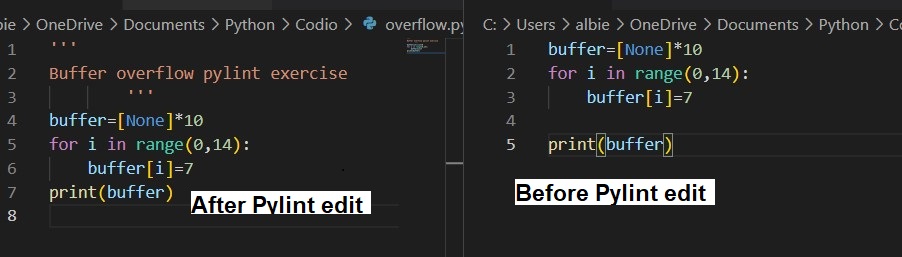 bie > OneDrive > Documents > Python > Codio > overflow.py
1 '''
2 Buffer overflow pylint exercise
3 '''
4 buffer=[None]*10
5 for i in range(0,14):
6 buffer[i]=7
7 print(buffer)
8
After Pylint edit
C: > Users > albie > OneDrive > Documents > Python > Co
1 buffer=[None]*10
2 for i in range(0,14):
3 buffer[i]=7
4
5 print(buffer)
Before Pylint edit